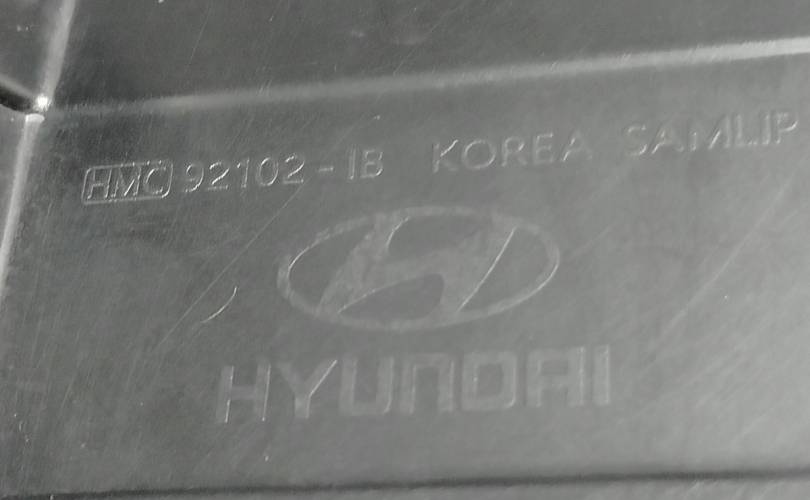 HMC 92102-1B KOREA SAMLIP
HYUNDAI